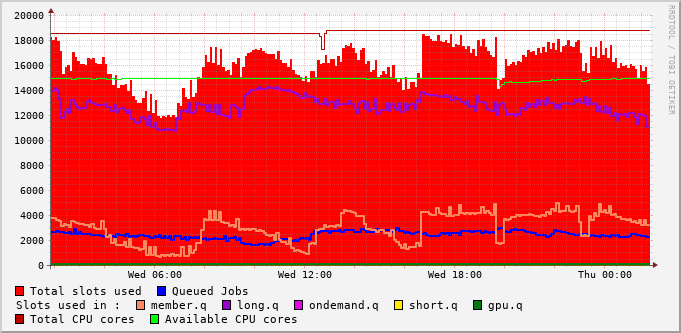 RRDTOOL / TOBI OETIKER
20000
18000
16000
14000
12000
10000
8000
6000
4000
2000
0
Wed 06:00 Wed 12:00 Wed 18:00 Thu 00:00
Total slots used Queued Jobs
Slots used in : member.q long.q ondemand.q short.q gpu.q
Total CPU cores Available CPU cores